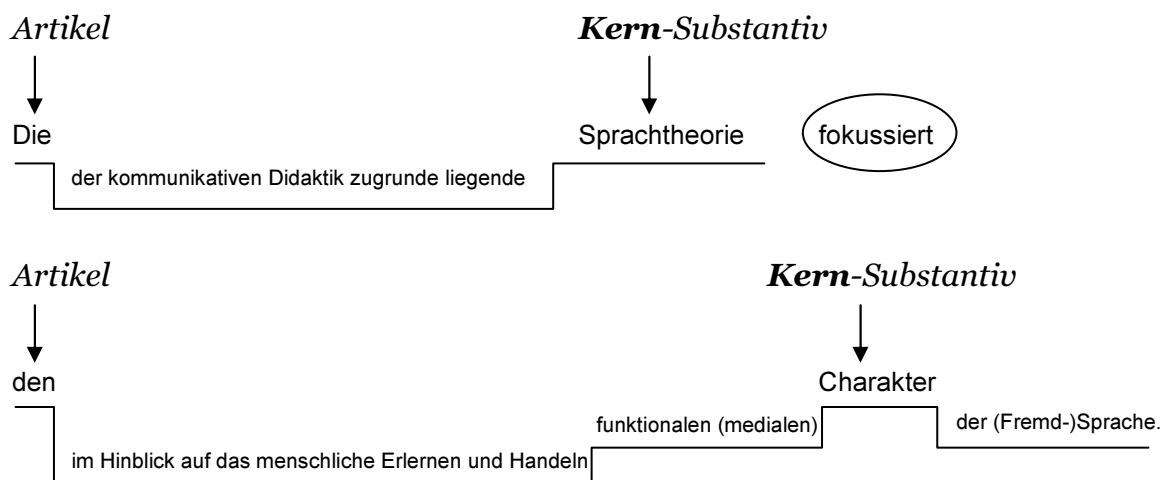 Artikel Kern-Substantiv
Die Sprachtheorie fokussiert
der kommunikativen Didaktik zugrunde liegende
Artikel Kern-Substantiv
den Charakter
funktionalen (medialen) der (Fremd-)Sprache.
im Hinblick auf das menschliche Erlernen und Handeln